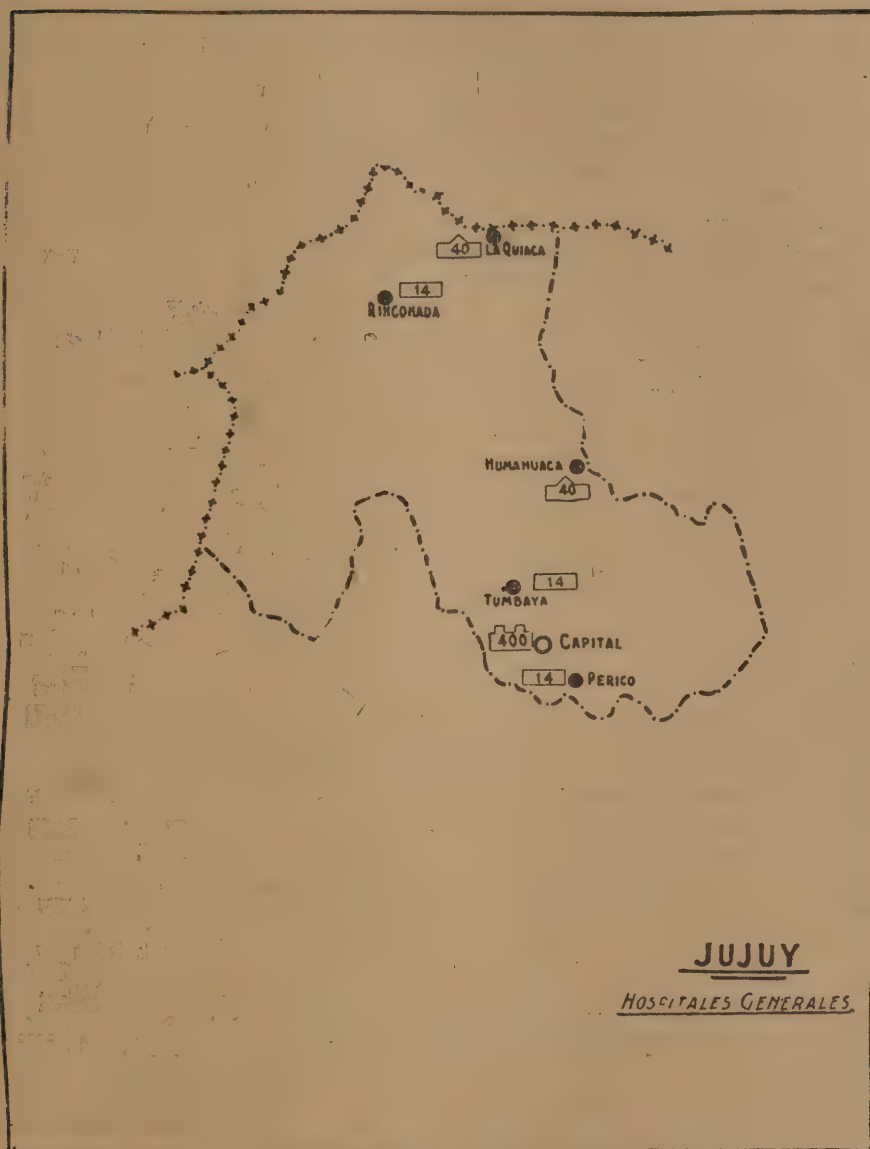 40 LA QUIACA
14
RINCONADA
HUMAHUACA
40
14
TUMBAYA
400 CAPITAL
14 PERICO
JUJUY
HOSPITALES GENERALES